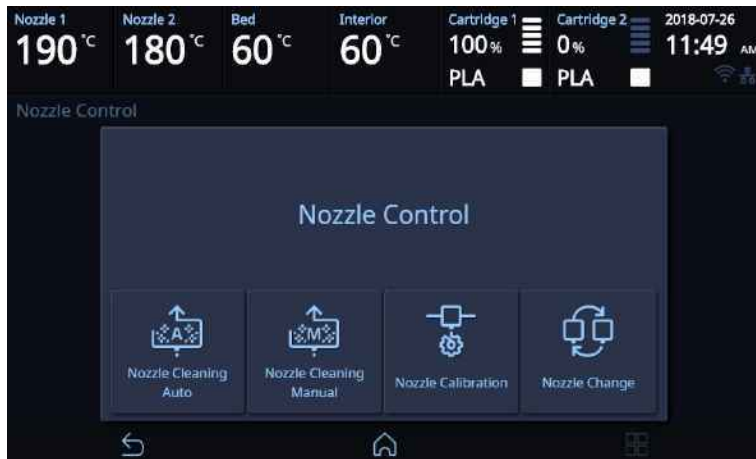 Nozzle 1 Nozzle 2 Bed Interior Cartridge 1 Cartridge 2 2018-07-26
190 °C 180 °C 60 °C 60 °C 100 % 0 % 11:49 AM
PLA PLA
Nozzle Control
Nozzle Control
A M
Nozzle Cleaning Auto
Nozzle Cleaning Manual
Nozzle Calibration
Nozzle Change